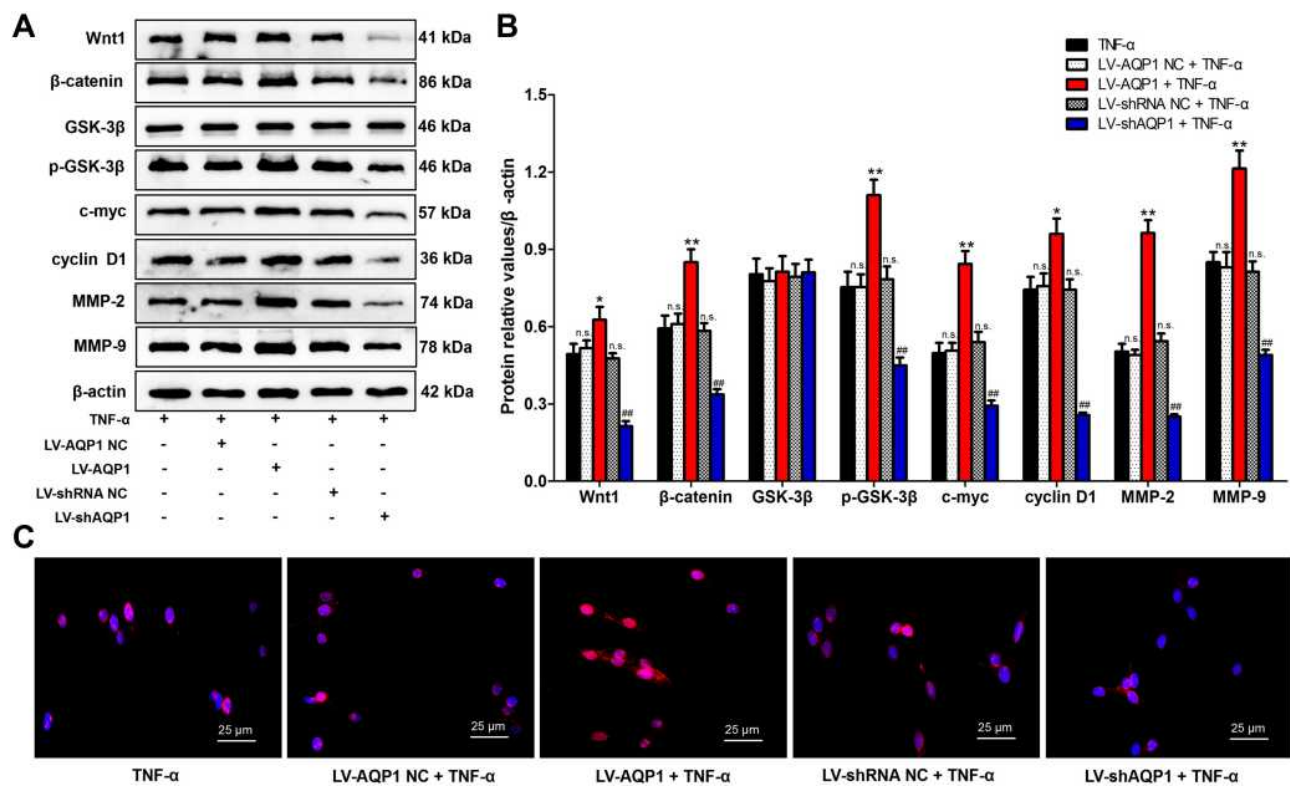 A
Wnt1 41 kDa
β-catenin 86 kDa
GSK-3β 46 kDa
p-GSK-3β 46 kDa
c-myc 57 kDa
cyclin D1 36 kDa
MMP-2 74 kDa
MMP-9 78 kDa
β-actin 42 kDa
TNF-α + + + + +
LV-AQP1 NC - + - - -
LV-AQP1 - - + - -
LV-shRNA NC - - - + -
LV-shAQP1 - - - - +
B
TNF-α
LV-AQP1 NC + TNF-α
LV-AQP1 + TNF-α
LV-shRNA NC + TNF-α
LV-shAQP1 + TNF-α
Protein relative values/β -actin
1.5
1.2
0.9
0.6
0.3
0.0
n.s. * n.s. ##
n.s. ** n.s. ##
n.s. ** n.s. ##
n.s. ** n.s. ##
n.s. * n.s. ##
n.s. ** n.s. ##
n.s. ** n.s. ##
Wnt1 β-catenin GSK-3β p-GSK-3β c-myc cyclin D1 MMP-2 MMP-9
C
25 μm 25 μm 25 μm 25 μm 25 μm
TNF-α LV-AQP1 NC + TNF-α LV-AQP1 + TNF-α LV-shRNA NC + TNF-α LV-shAQP1 + TNF-α